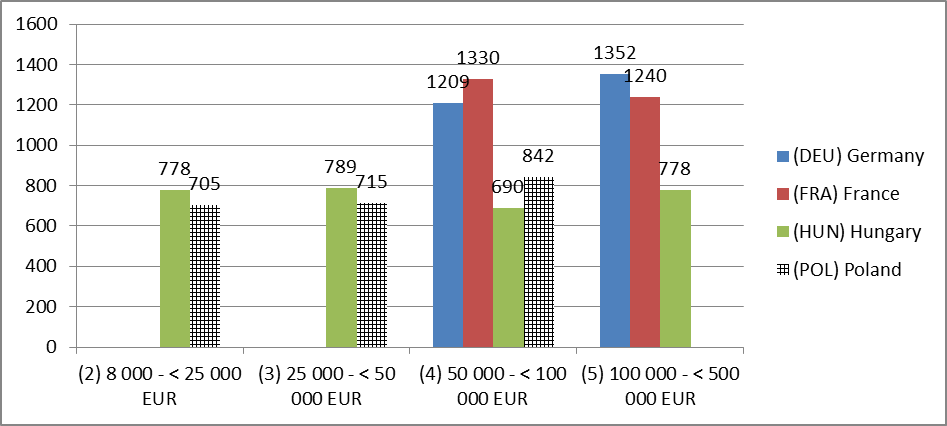 1600
1400
1200
1000
800
600
400
200
0
778
705
789
715
1209
1330
690
842
1352
1240
778
(2) 8 000 - < 25 000
EUR
(3) 25 000 - < 50
000 EUR
(4) 50 000 - < 100
000 EUR
(5) 100 000 - < 500
000 EUR
(DEU) Germany
(FRA) France
(HUN) Hungary
(POL) Poland